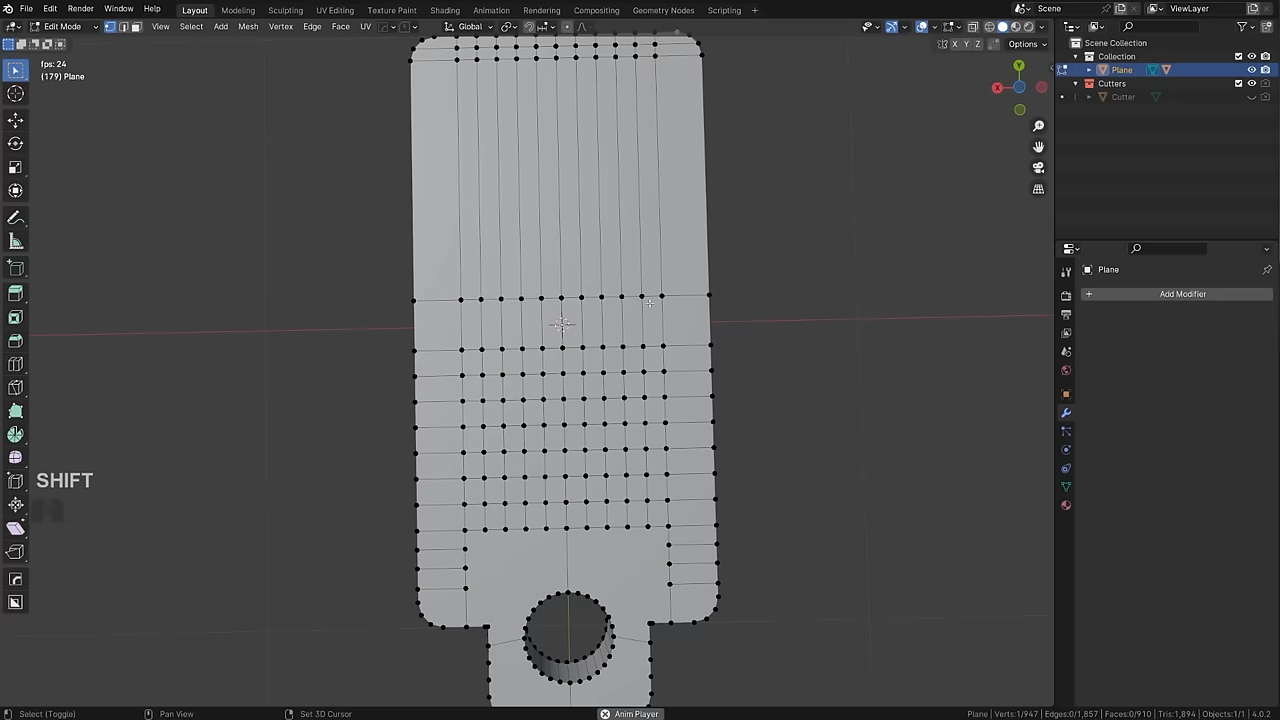 File Edit Render Window Help Layout Modeling Sculpting UV Editing Texture Paint Shading Animation Rendering Compositing Geometry Nodes Scripting + Scene ViewLayer
Edit Mode View Select Add Mesh Vertex Edge Face UV Global
X Y Z Options
fps: 24
(179) Plane
Y
X
SHIFT
Scene Collection
Collection
Plane
Cutters
Cutter
Plane
+ Add Modifier
Select (Toggle) Pan View Set 3D Cursor Anim Player Plane | Verts:1/947 | Edges:0/1,857 | Faces:0/910 | Tris:1,894 | Objects:1/1 | 4.0.2